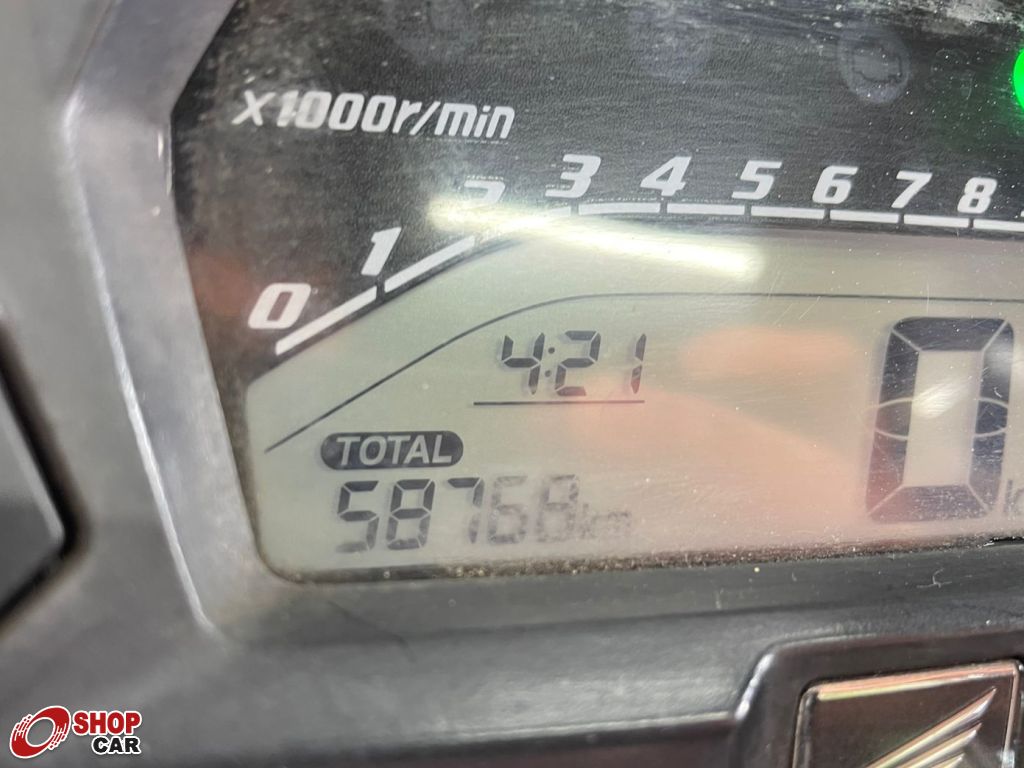 X1000r/min
0 1 2 3 4 5 6 7 8
4:21
0
TOTAL
58768km
SHOP
CAR